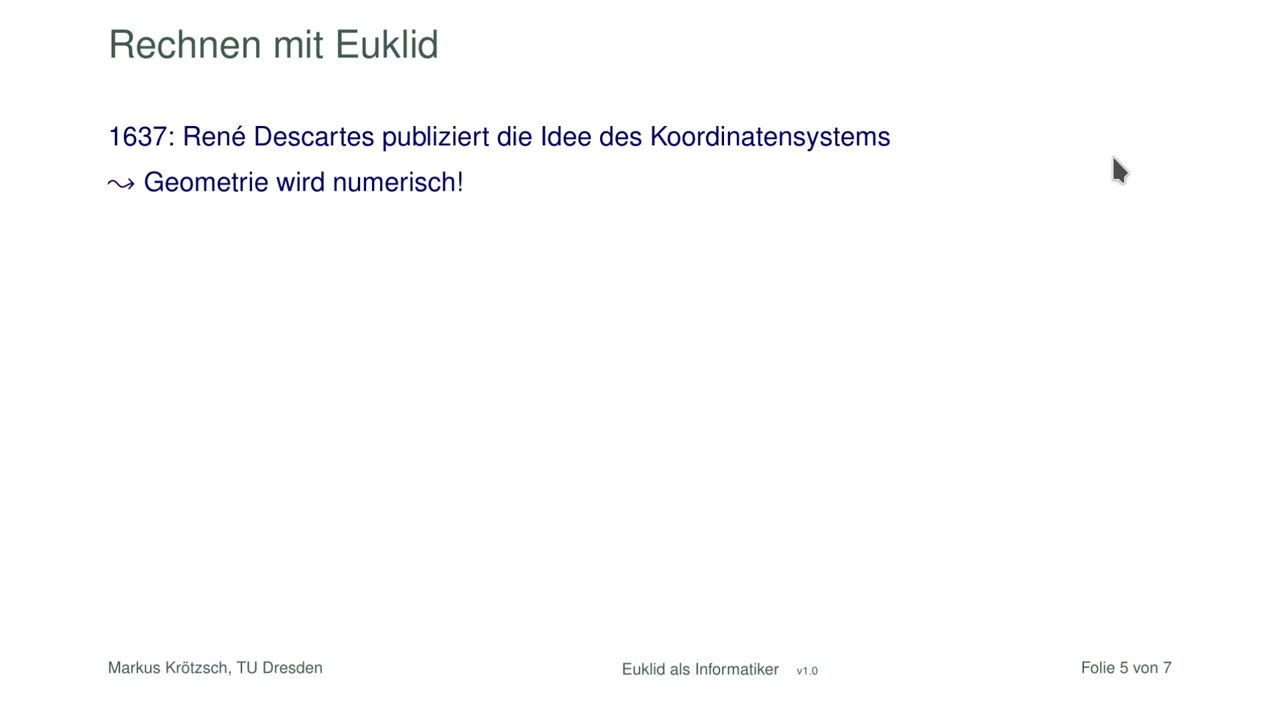 Rechnen mit Euklid
1637: René Descartes publiziert die Idee des Koordinatensystems
⤳ Geometrie wird numerisch!
Markus Krötzsch, TU Dresden
Euklid als Informatiker v1.0
Folie 5 von 7